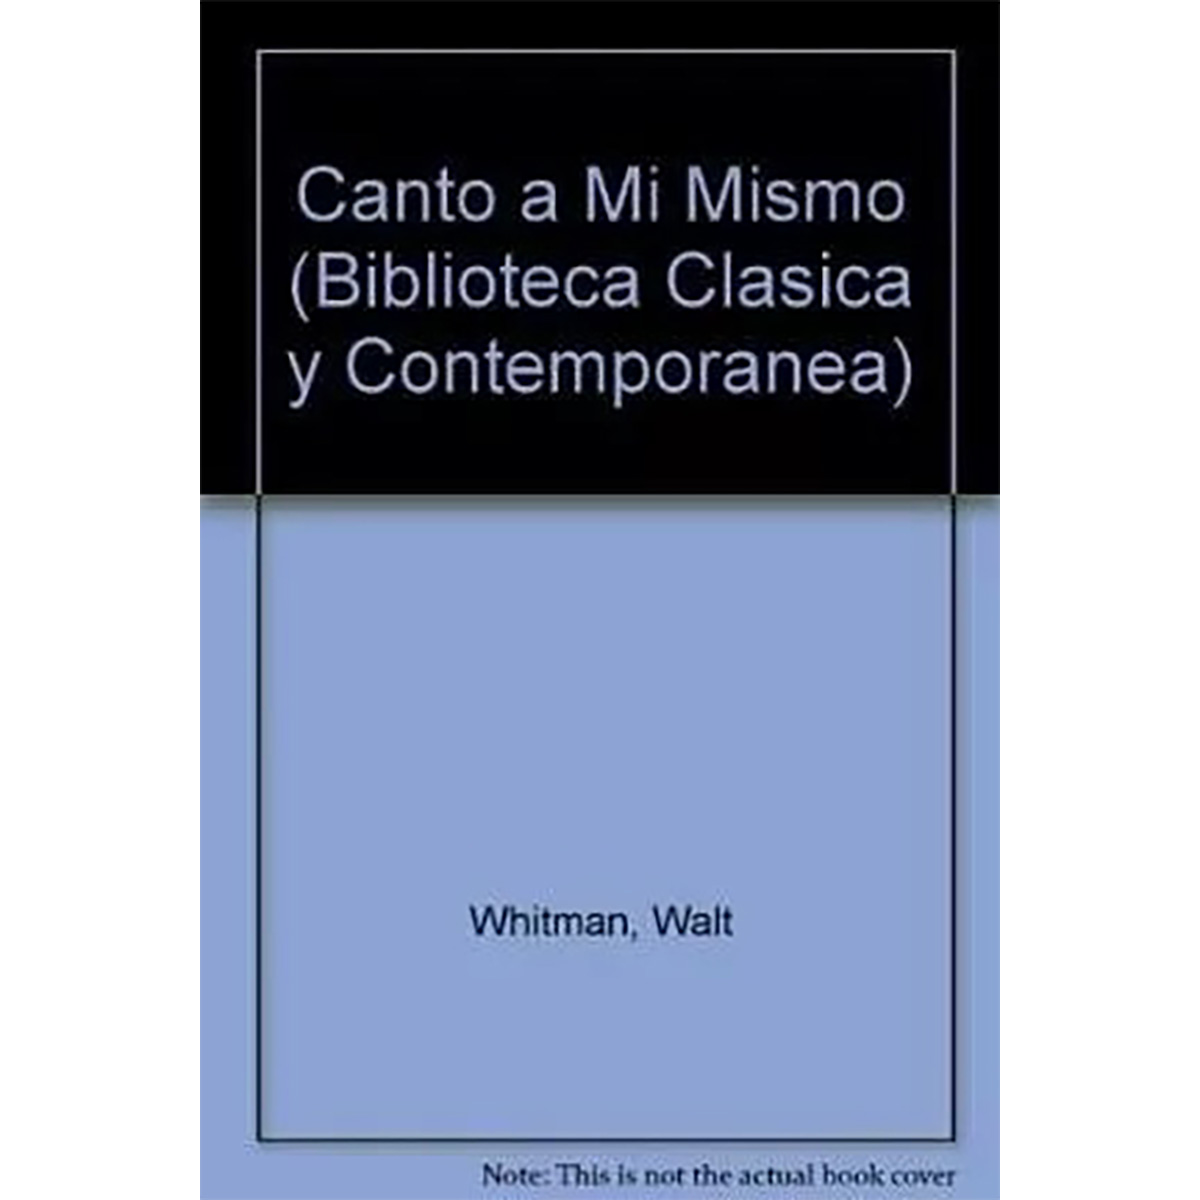 Canto a Mi Mismo
(Biblioteca Clasica
y Contemporanea)
Whitman, Walt
Note: This is not the actual book cover